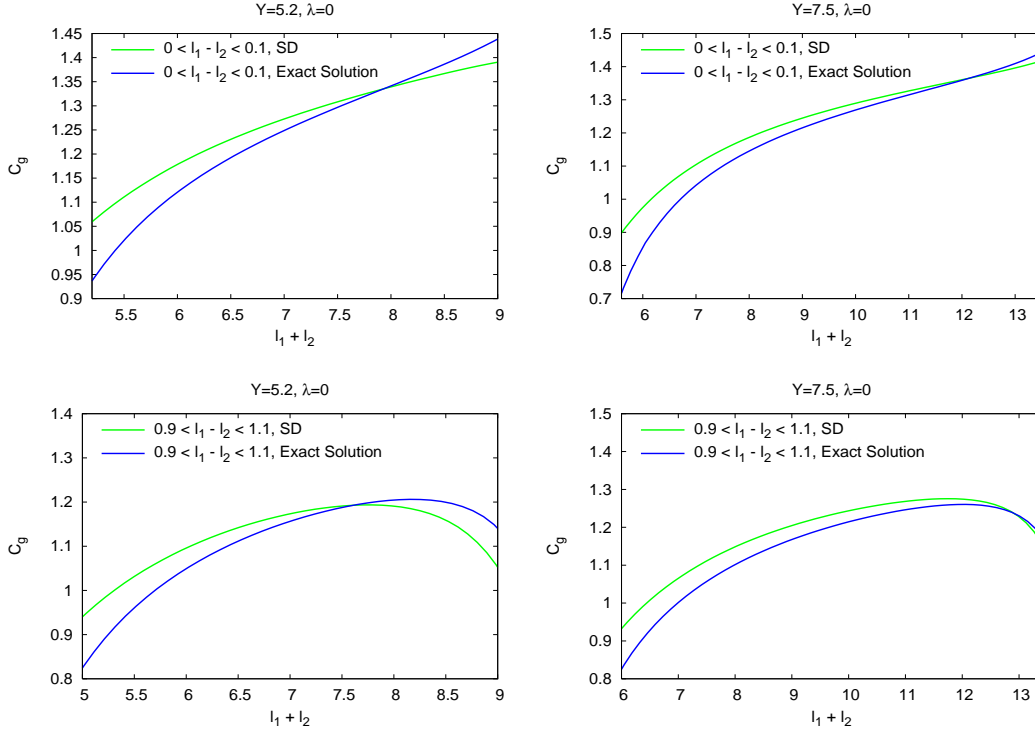 Y=5.2, λ=0
0 < l1 - l2 < 0.1, SD
0 < l1 - l2 < 0.1, Exact Solution
1.45
1.4
1.35
1.3
1.25
1.2
1.15
1.1
1.05
1
0.95
0.9
Cg
5.5 6 6.5 7 7.5 8 8.5 9
l1 + l2
Y=7.5, λ=0
0 < l1 - l2 < 0.1, SD
0 < l1 - l2 < 0.1, Exact Solution
1.5
1.4
1.3
1.2
1.1
1
0.9
0.8
0.7
Cg
6 7 8 9 10 11 12 13
l1 + l2
Y=5.2, λ=0
0.9 < l1 - l2 < 1.1, SD
0.9 < l1 - l2 < 1.1, Exact Solution
1.4
1.3
1.2
1.1
1
0.9
0.8
Cg
5 5.5 6 6.5 7 7.5 8 8.5 9
l1 + l2
Y=7.5, λ=0
0.9 < l1 - l2 < 1.1, SD
0.9 < l1 - l2 < 1.1, Exact Solution
1.5
1.4
1.3
1.2
1.1
1
0.9
0.8
Cg
6 7 8 9 10 11 12 13
l1 + l2